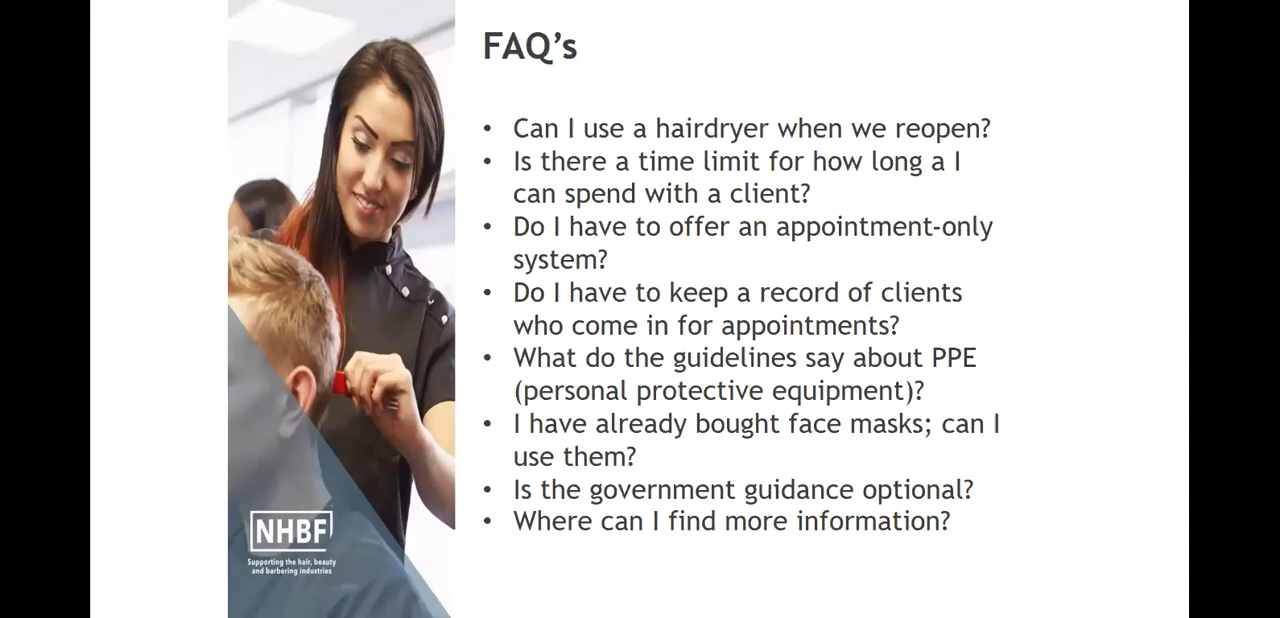 FAQ's
• Can I use a hairdryer when we reopen?
• Is there a time limit for how long a I
can spend with a client?
• Do I have to offer an appointment-only
system?
• Do I have to keep a record of clients
who come in for appointments?
• What do the guidelines say about PPE
(personal protective equipment)?
• I have already bought face masks; can I
use them?
• Is the government guidance optional?
• Where can I find more information?
NHBF
Supporting the hair, beauty
and barbering industries